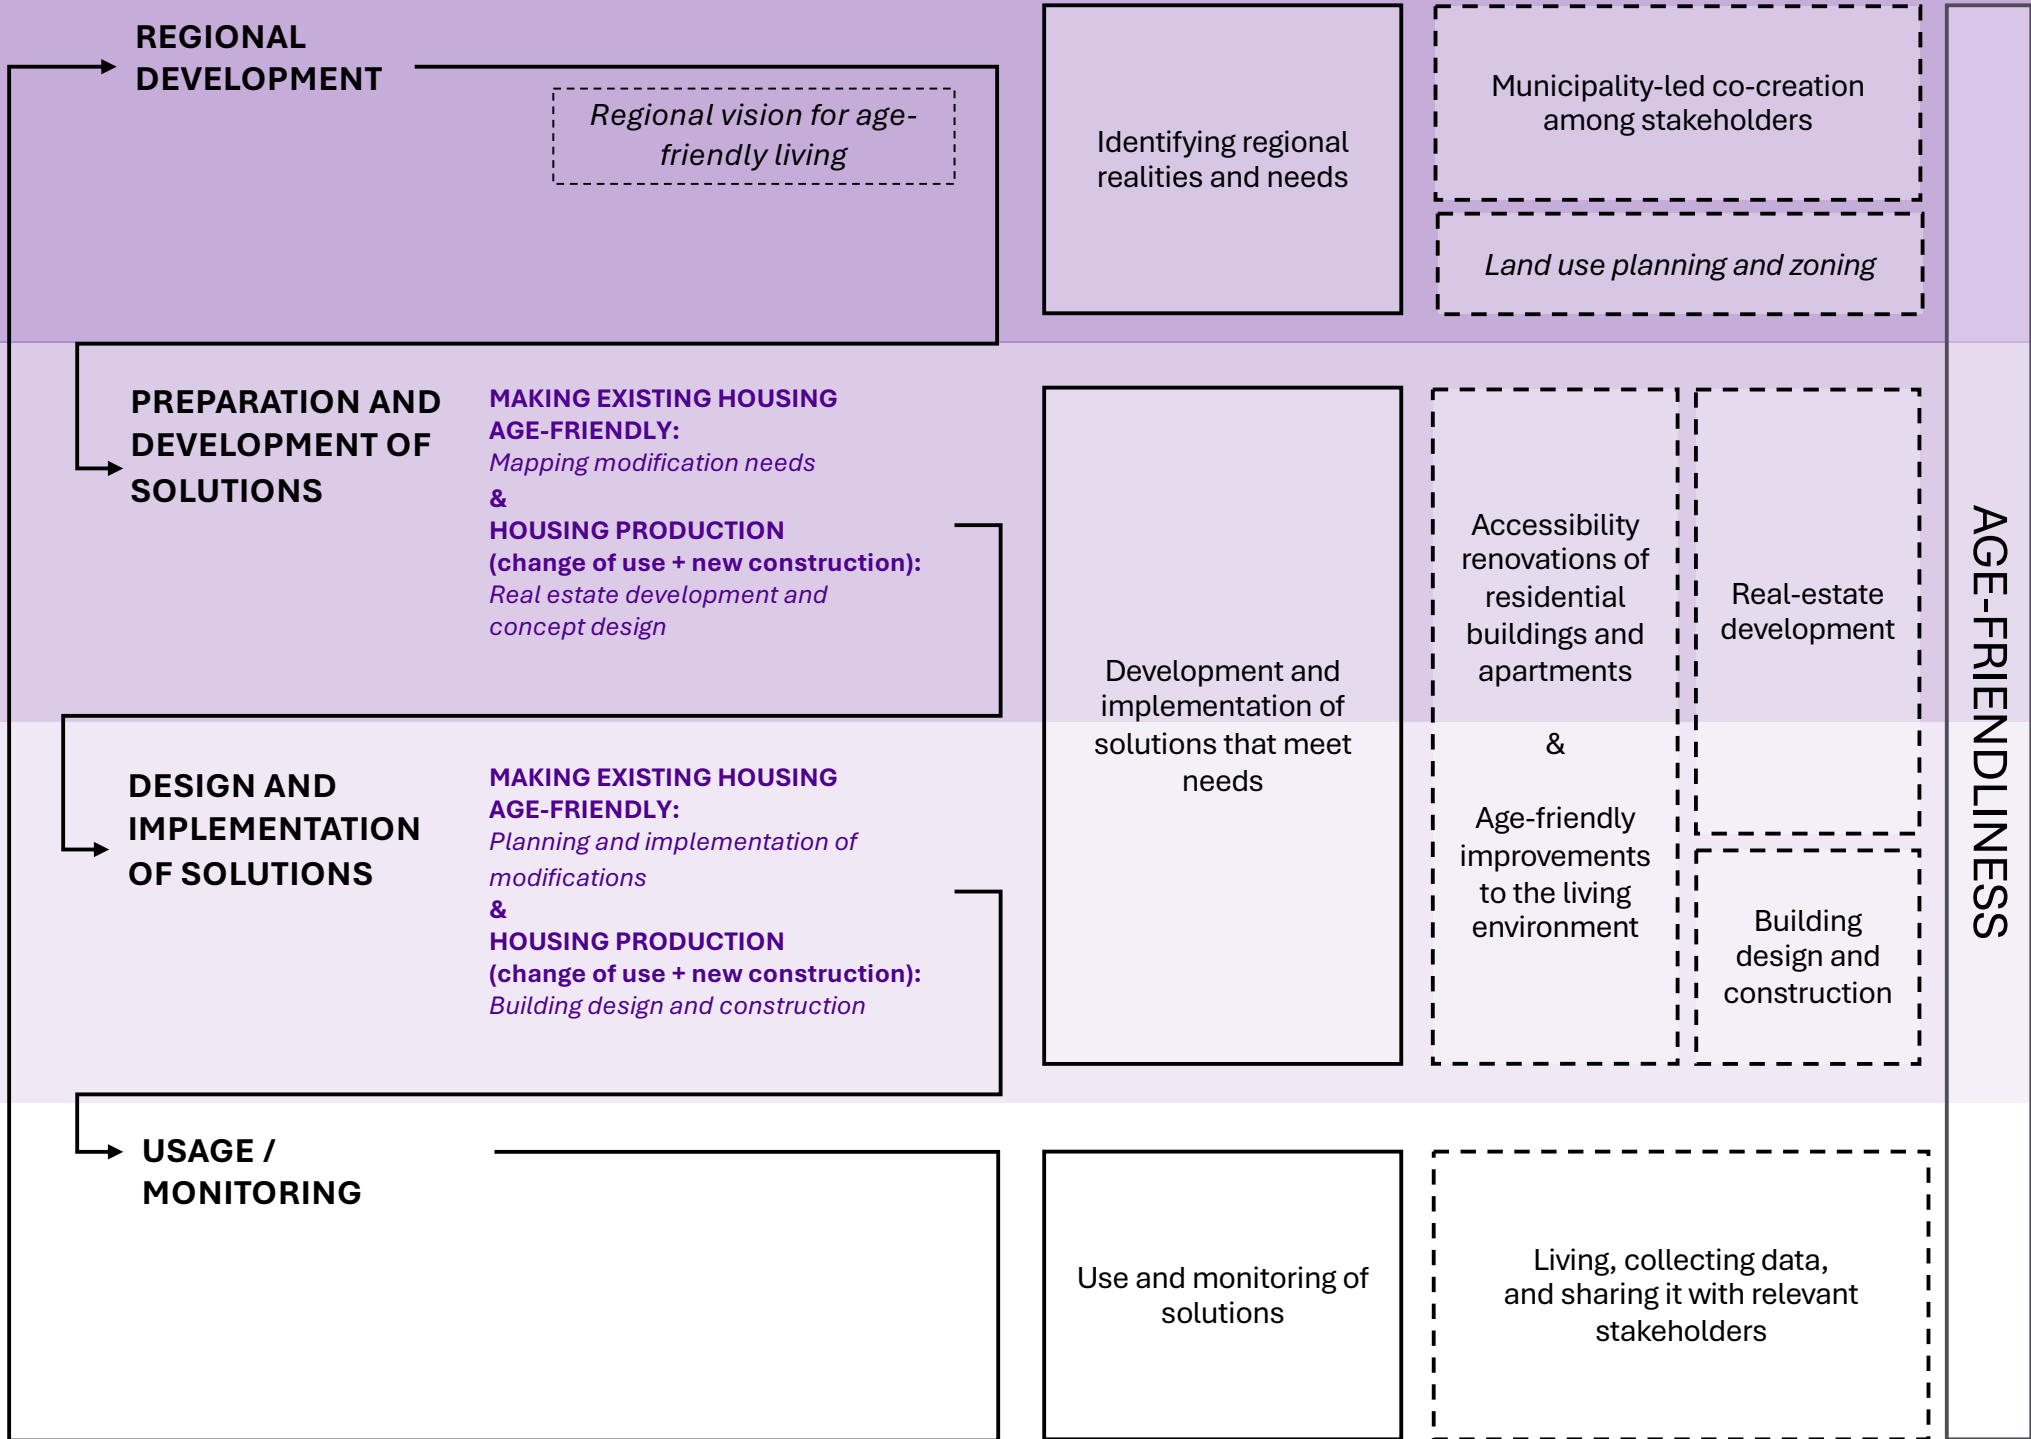 REGIONAL
DEVELOPMENT
Regional vision for age-
friendly living
Identifying regional
realities and needs
Municipality-led co-creation
among stakeholders
Land use planning and zoning
PREPARATION AND
DEVELOPMENT OF
SOLUTIONS
MAKING EXISTING HOUSING
AGE-FRIENDLY:
Mapping modification needs
&
HOUSING PRODUCTION
(change of use + new construction):
Real estate development and
concept design
DESIGN AND
IMPLEMENTATION
OF SOLUTIONS
MAKING EXISTING HOUSING
AGE-FRIENDLY:
Planning and implementation of
modifications
&
HOUSING PRODUCTION
(change of use + new construction):
Building design and construction
Development and
implementation of
solutions that meet
needs
Accessibility
renovations of
residential
buildings and
apartments
&
Age-friendly
improvements
to the living
environment
Real-estate
development
Building
design and
construction
USAGE /
MONITORING
Use and monitoring of
solutions
Living, collecting data,
and sharing it with relevant
stakeholders
AGE-FRIENDLINESS